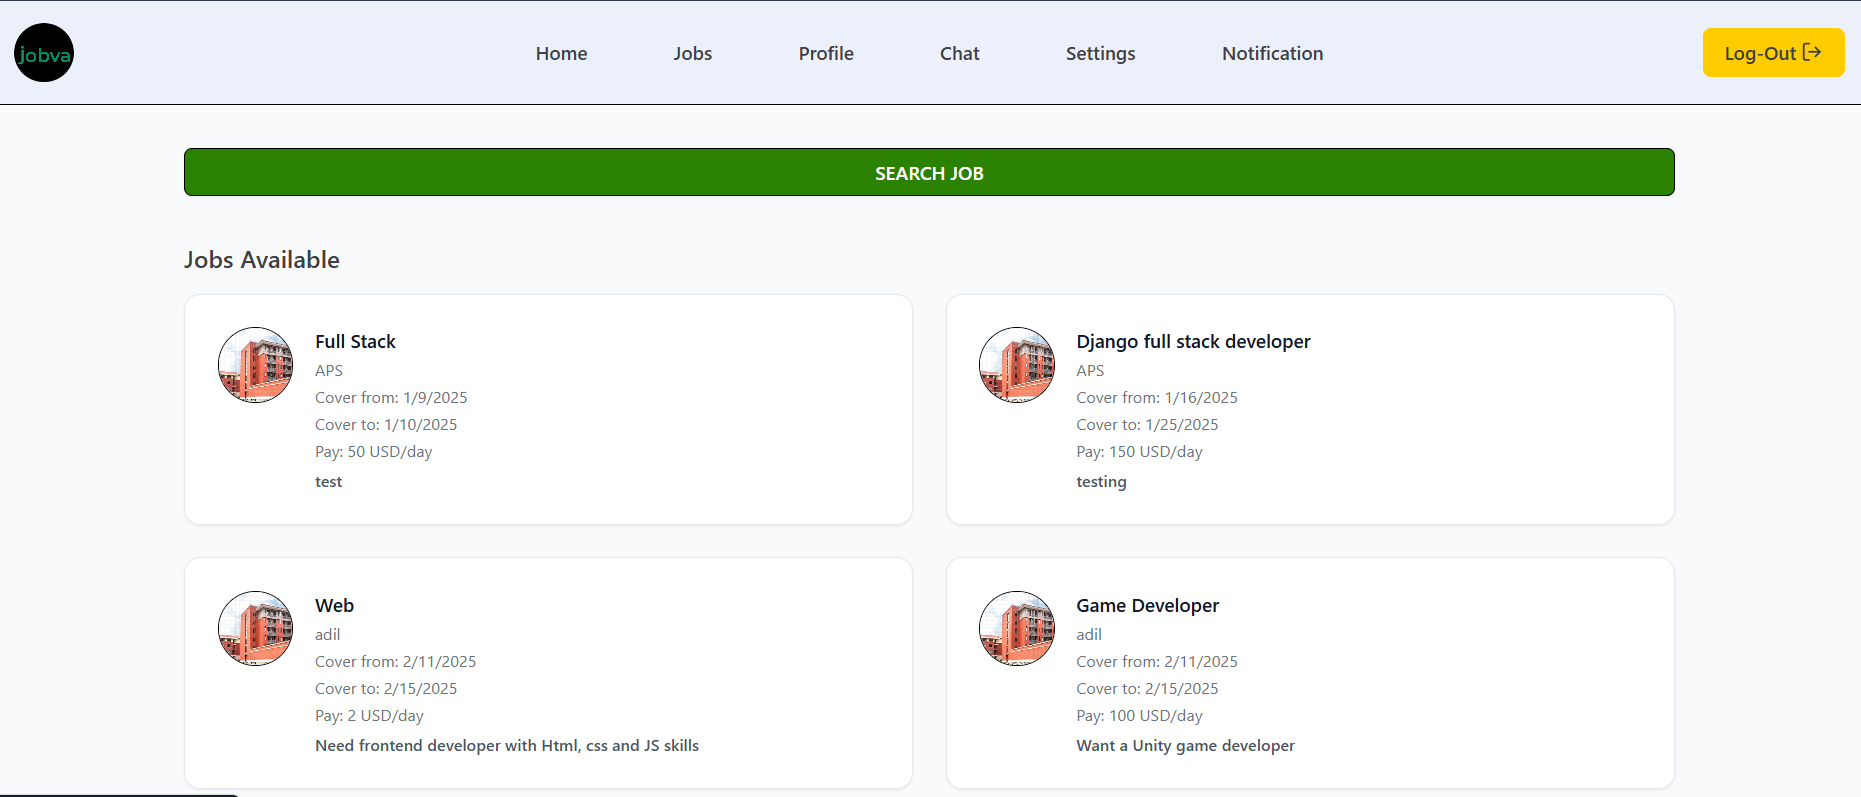 jobva
Home
Jobs
Profile
Chat
Settings
Notification
Log-Out
SEARCH JOB
Jobs Available
Full Stack
APS
Cover from: 1/9/2025
Cover to: 1/10/2025
Pay: 50 USD/day
test
Django full stack developer
APS
Cover from: 1/16/2025
Cover to: 1/25/2025
Pay: 150 USD/day
testing
Web
adil
Cover from: 2/11/2025
Cover to: 2/15/2025
Pay: 2 USD/day
Need frontend developer with Html, css and JS skills
Game Developer
adil
Cover from: 2/11/2025
Cover to: 2/15/2025
Pay: 100 USD/day
Want a Unity game developer